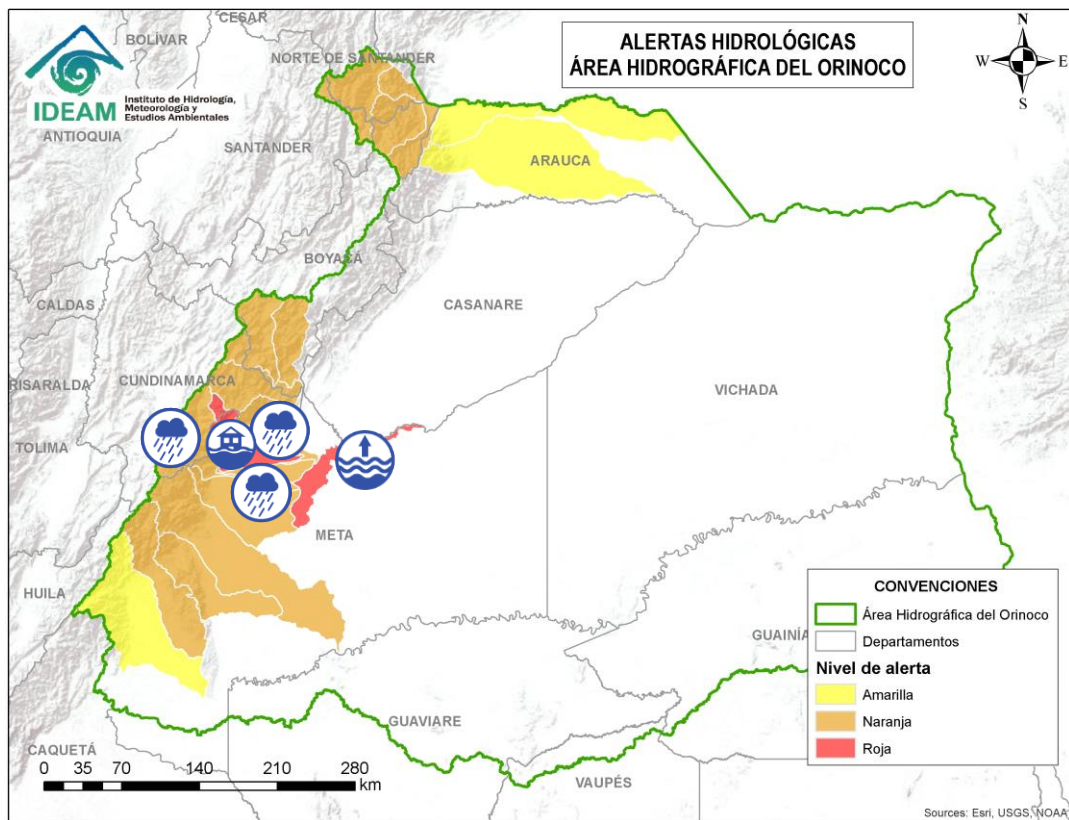 CESAR
BOLÍVAR
NORTE DE SANTANDER
ALERTAS HIDROLÓGICAS
ÁREA HIDROGRÁFICA DEL ORINOCO
N
W
E
S
IDEAM
Instituto de Hidrología,
Meteorología y
Estudios Ambientales
ANTIOQUIA
SANTANDER
ARAUCA
BOYACÁ
CALDAS
CASANARE
RISARALDA
CUNDINAMARCA
VICHADA
TOLIMA
META
HUILA
GUAINÍA
GUAVIARE
CAQUETÁ
VAUPÉS
CONVENCIONES
Área Hidrográfica del Orinoco
Departamentos
Nivel de alerta
Amarilla
Naranja
Roja
0 35 70 140 210 280
km
Sources: Esri, USGS, NOAA